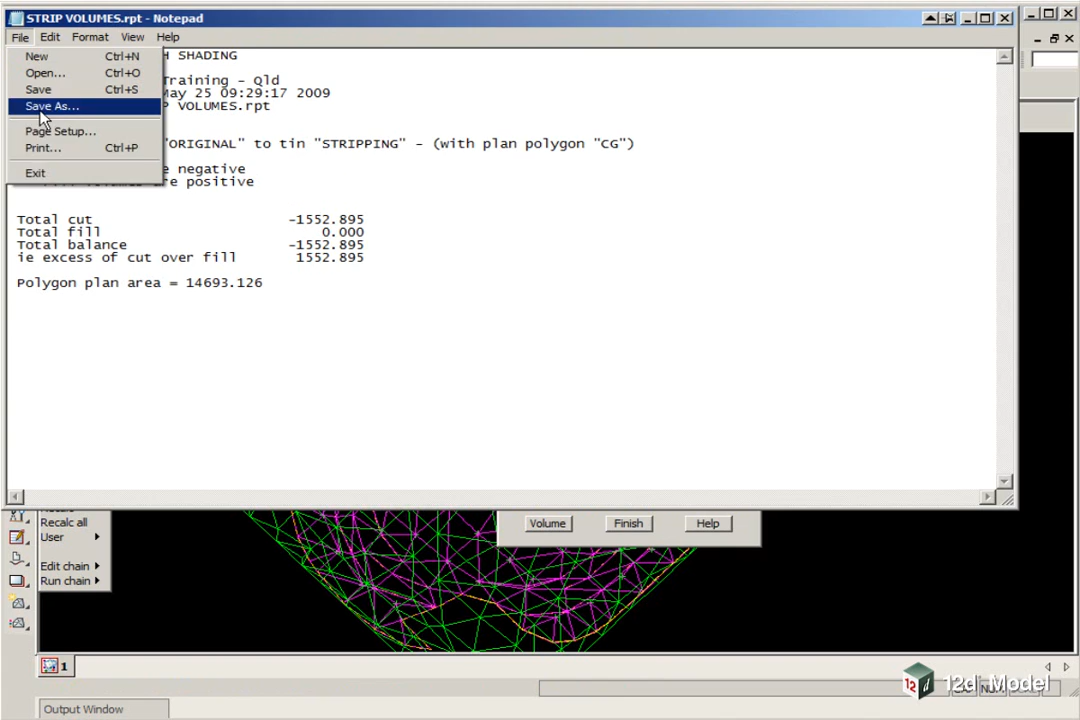 STRIP VOLUMES.rpt - Notepad
File Edit Format View Help
New Ctrl+N
Open... Ctrl+O
Save Ctrl+S
Save As...
Page Setup...
Print... Ctrl+P
Exit
H SHADING
Training - Qld
May 25 09:29:17 2009
P VOLUMES.rpt
"ORIGINAL" to tin "STRIPPING" - (with plan polygon "CG")
e negative
e positive
Total cut -1552.895
Total fill 0.000
Total balance -1552.895
ie excess of cut over fill 1552.895
Polygon plan area = 14693.126
Recalc all
User
Edit chain
Run chain
Volume Finish Help
1
12d Model
Output Window